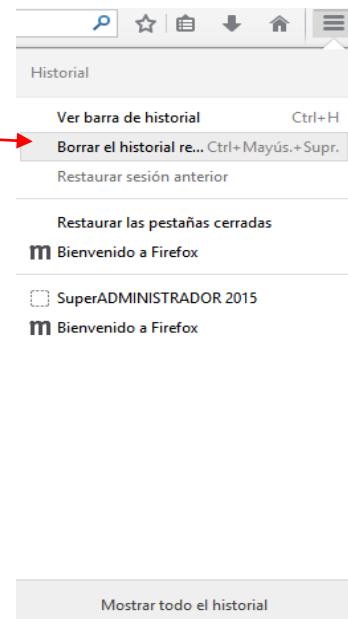 Historial
Ver barra de historial Ctrl+H
Borrar el historial re... Ctrl+Mayús.+Supr.
Restaurar sesión anterior
Restaurar las pestañas cerradas
m Bienvenido a Firefox
SuperADMINISTRADOR 2015
m Bienvenido a Firefox
Mostrar todo el historial